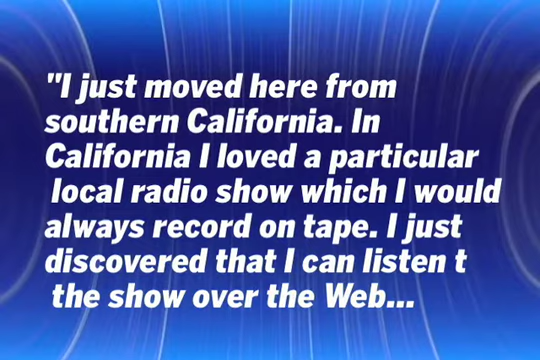 "I just moved here from
southern California. In
California I loved a particular
local radio show which I would
always record on tape. I just
discovered that I can listen t
the show over the Web...